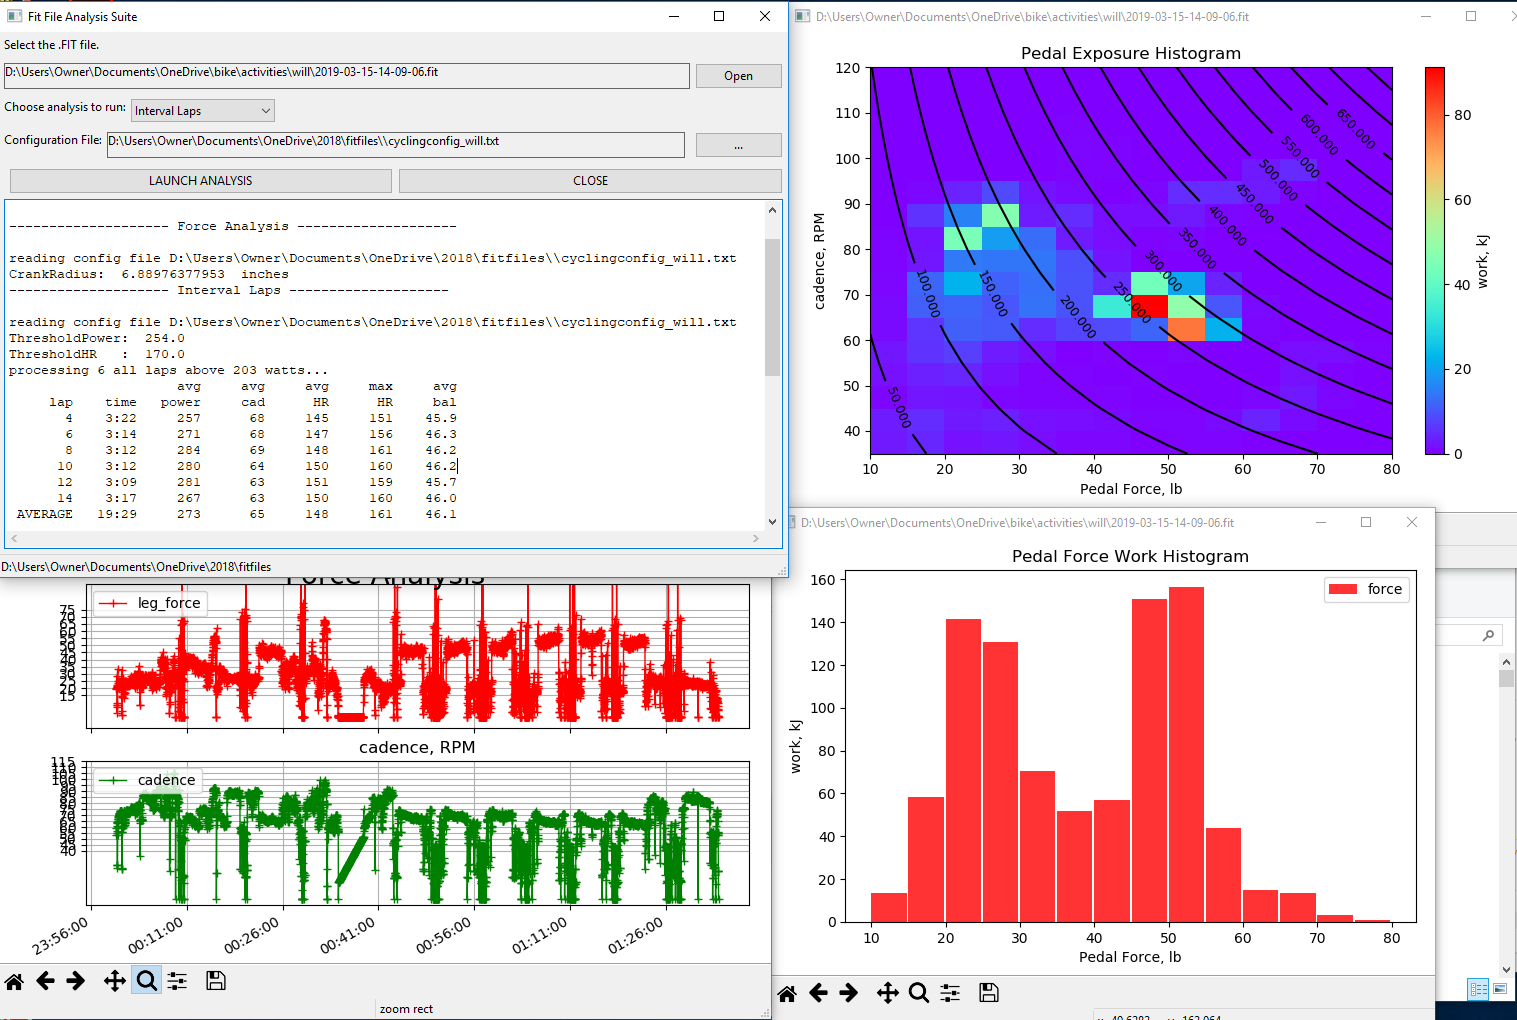 Fit File Analysis Suite
Select the .FIT file.
D:\Users\Owner\Documents\OneDrive\bike\activities\will\2019-03-15-14-09-06.fit
Open
Choose analysis to run: Interval Laps
Configuration File: D:\Users\Owner\Documents\OneDrive\2018\fitfiles\\cyclingconfig_will.txt
...
LAUNCH ANALYSIS
CLOSE
-------------------- Force Analysis --------------------
reading config file D:\Users\Owner\Documents\OneDrive\2018\fitfiles\\cyclingconfig_will.txt
CrankRadius:  6.88976377953  inches
-------------------- Interval Laps --------------------
reading config file D:\Users\Owner\Documents\OneDrive\2018\fitfiles\\cyclingconfig_will.txt
ThresholdPower:  254.0
ThresholdHR   :  170.0
processing 6 all laps above 203 watts...
avg avg avg max avg
lap time power cad HR HR bal
4 3:22 257 68 145 151 45.9
6 3:14 271 68 147 156 46.3
8 3:12 284 69 148 161 46.2
10 3:12 280 64 150 160 46.2
12 3:09 281 63 151 159 45.7
14 3:17 267 63 150 160 46.0
AVERAGE 19:29 273 65 148 161 46.1
D:\Users\Owner\Documents\OneDrive\2018\fitfiles
D:\Users\Owner\Documents\OneDrive\bike\activities\will\2019-03-15-14-09-06.fit
Pedal Exposure Histogram
120
110
100
90
80
70
60
50
40
cadence, RPM
50.000
100.000
150.000
200.000
250.000
300.000
350.000
400.000
450.000
500.000
550.000
600.000
650.000
10 20 30 40 50 60 70 80
Pedal Force, lb
80
60
40
20
0
work, kJ
Force Analysis
leg_force
75
70
65
60
55
50
45
40
35
30
25
20
15
cadence, RPM
cadence
115
110
105
100
95
90
85
80
75
70
65
60
55
50
45
40
23:56:00 00:11:00 00:26:00 00:41:00 00:56:00 01:11:00 01:26:00
zoom rect
D:\Users\Owner\Documents\OneDrive\bike\activities\will\2019-03-15-14-09-06.fit
Pedal Force Work Histogram
force
160
140
120
100
80
60
40
20
0
work, kJ
10 20 30 40 50 60 70 80
Pedal Force, lb